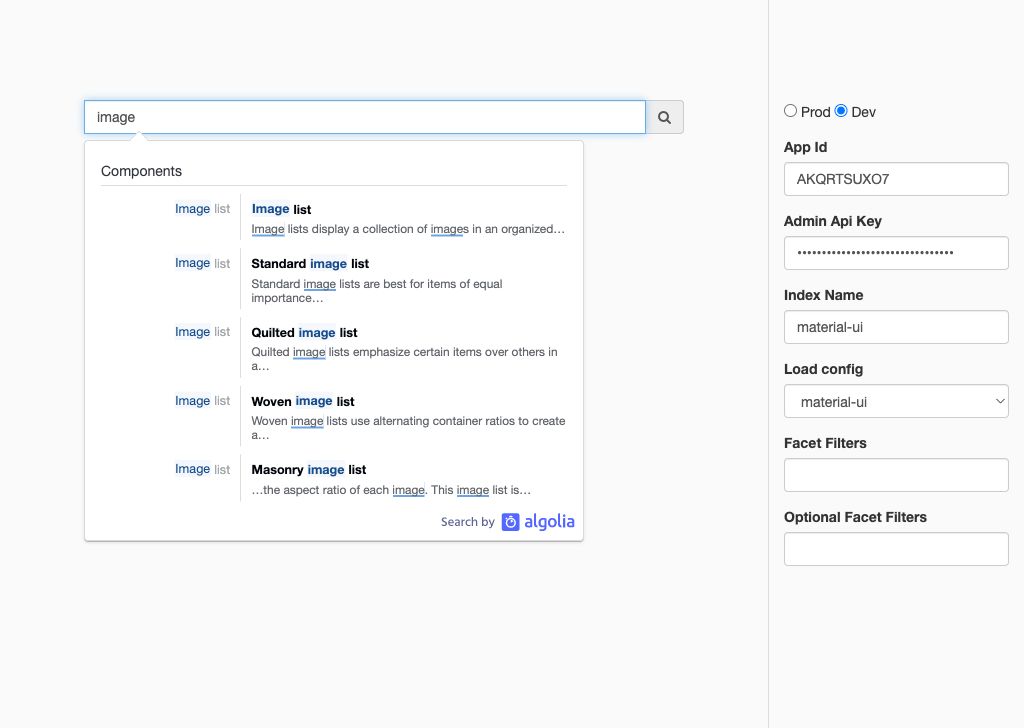 image
Components
Image list
Image list
Image lists display a collection of images in an organized…
Image list
Standard image list
Standard image lists are best for items of equal
importance…
Image list
Quilted image list
Quilted image lists emphasize certain items over others in
a…
Image list
Woven image list
Woven image lists use alternating container ratios to create
a…
Image list
Masonry image list
…the aspect ratio of each image. This image list is…
Search by algolia
Prod Dev
App Id
AKQRTSUXO7
Admin Api Key
••••••••••••••••••••••••••••••••
Index Name
material-ui
Load config
material-ui
Facet Filters
Optional Facet Filters